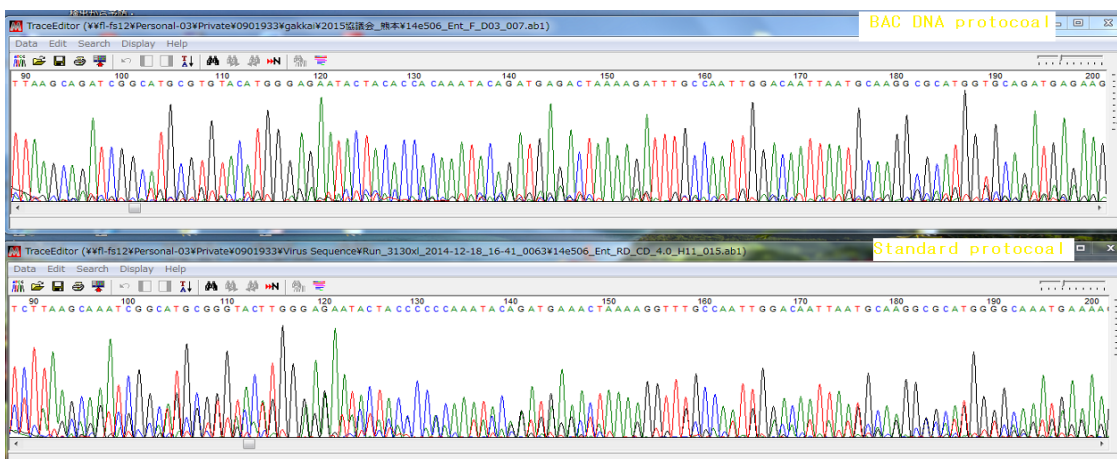 TraceEditor (¥¥fl-fs12¥Personal-03¥Private¥0901933¥gakkai¥2015協議会_熊本¥14e506_Ent_F_D03_007.ab1)
BAC DNA protocoal
Data Edit Search Display Help
90 100 110 120 130 140 150 160 170 180 190 200
TTAAGCAGATCGGCATGCGTGTACATGGGAGAATACTACACCACAAATACAGATGAGACTAAAAGATTTGCCAATTGGACAATTAATGCAAGGCGCATGGTGCAGATGAGAAG
TraceEditor (¥¥fl-fs12¥Personal-03¥Private¥0901933¥Virus Sequence¥Run_3130xl_2014-12-18_16-41_0063¥14e506_Ent_RD_CD_4.0_H11_015.ab1)
Standard protocoal
Data Edit Search Display Help
90 100 110 120 130 140 150 160 170 180 190 200
TCTTAAGCAAATCGGCATGCGGGTACTTGGGAGAATACTACCCCCCAAATACAGATGAAACTAAAAGGTTTGCCAATTGGACAATTAATGCAAGGCGCATGGGGCAAATGAAAA